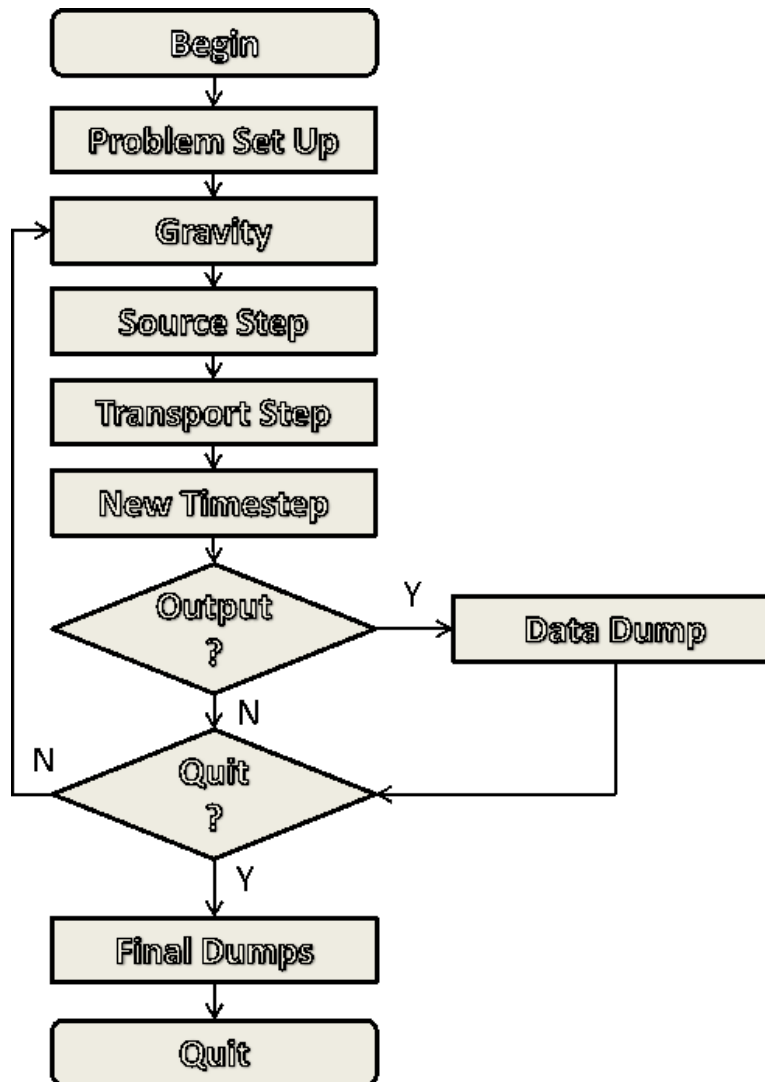 Begin
Problem Set Up
Gravity
Source Step
Transport Step
New Timestep
Output
?
Y
Data Dump
N
Quit
?
N
Y
Final Dumps
Quit